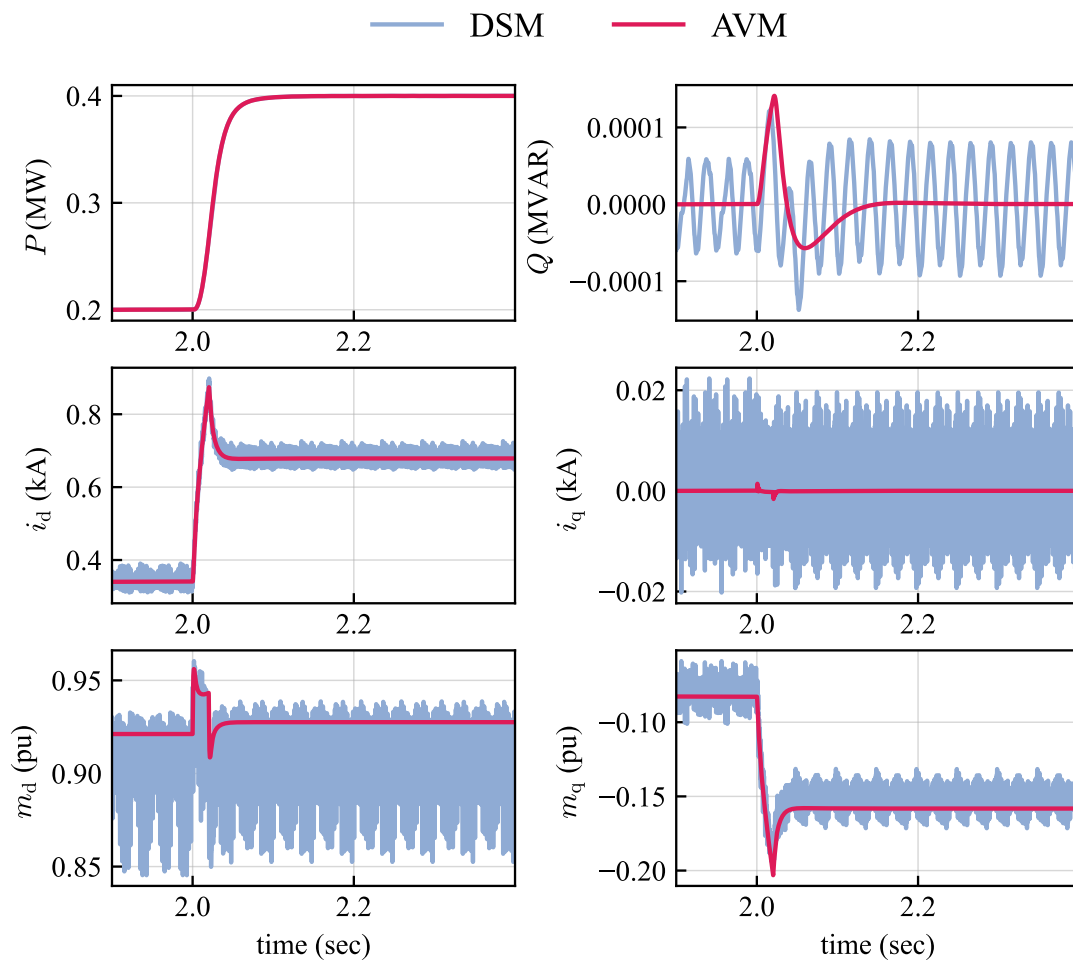 DSM AVM
P (MW)
0.4
0.3
0.2
2.0 2.2
Q (MVAR)
0.0001
0.0000
−0.0001
2.0 2.2
i_d (kA)
0.8
0.6
0.4
2.0 2.2
i_q (kA)
0.02
0.00
−0.02
2.0 2.2
m_d (pu)
0.95
0.90
0.85
2.0 2.2
time (sec)
m_q (pu)
−0.10
−0.15
−0.20
2.0 2.2
time (sec)